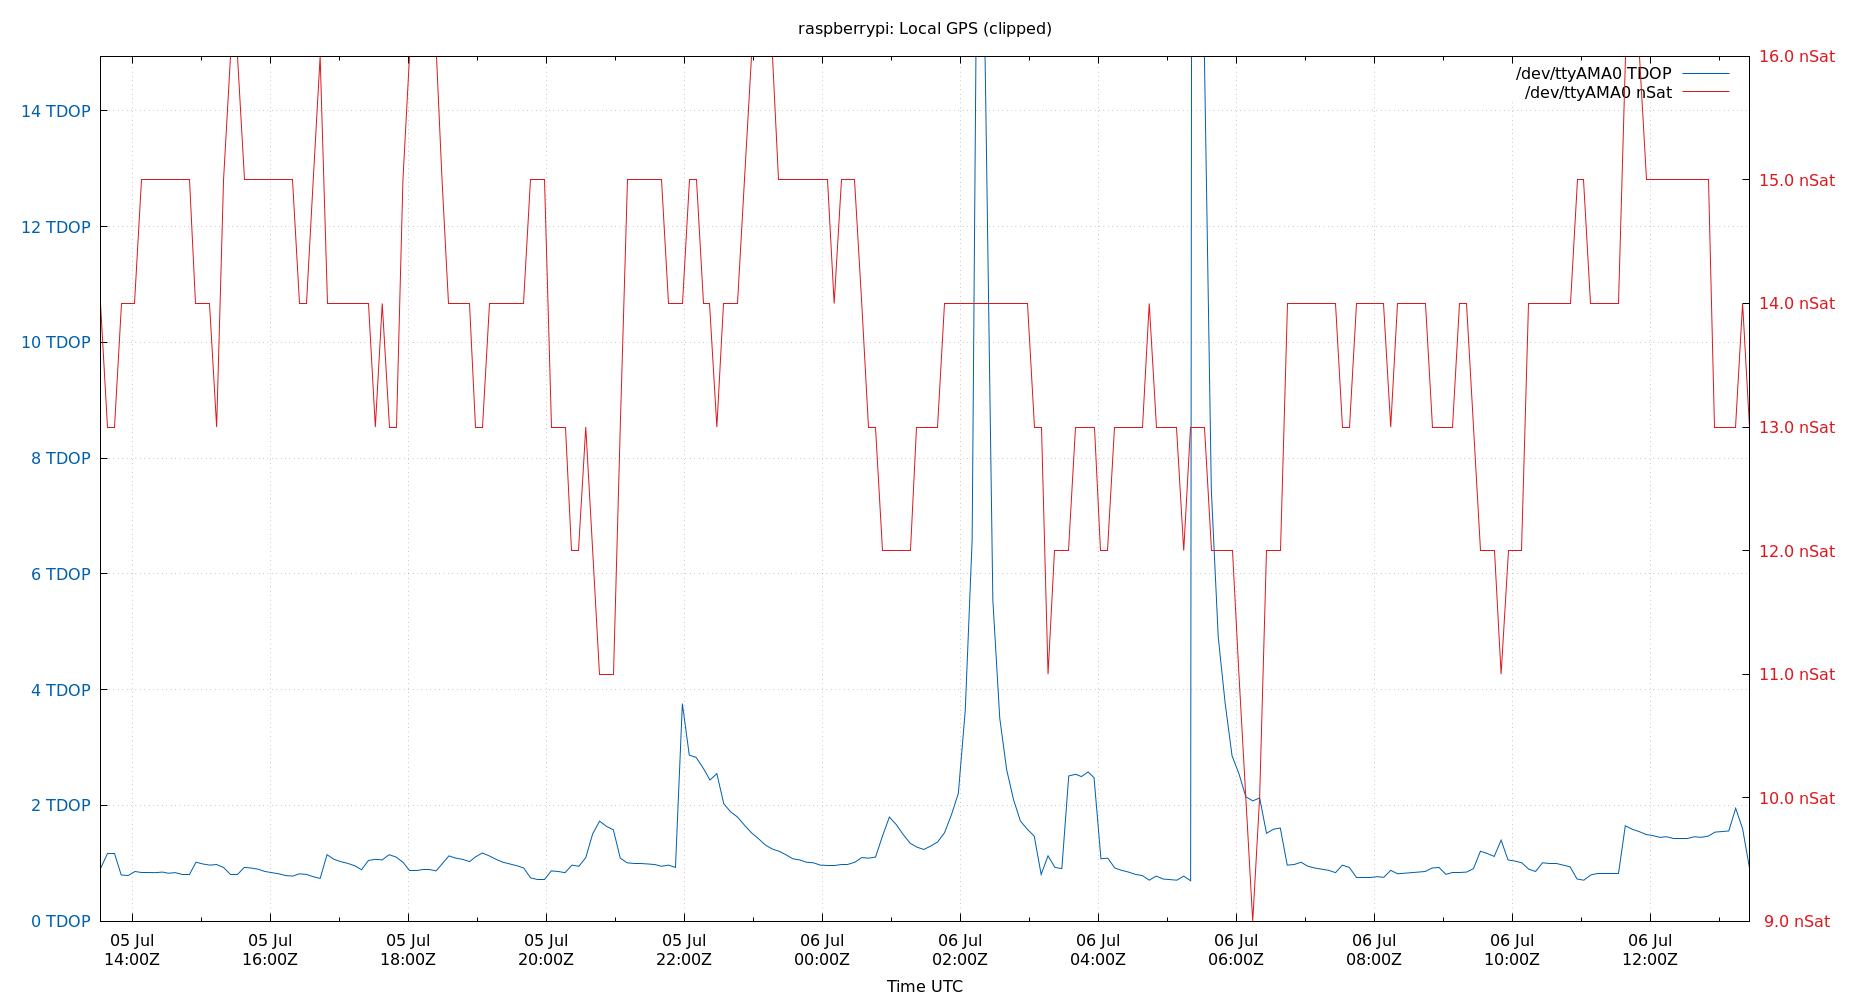 raspberrypi: Local GPS (clipped)
/dev/ttyAMA0 TDOP
/dev/ttyAMA0 nSat
14 TDOP
12 TDOP
10 TDOP
8 TDOP
6 TDOP
4 TDOP
2 TDOP
0 TDOP
16.0 nSat
15.0 nSat
14.0 nSat
13.0 nSat
12.0 nSat
11.0 nSat
10.0 nSat
9.0 nSat
05 Jul
14:00Z
05 Jul
16:00Z
05 Jul
18:00Z
05 Jul
20:00Z
05 Jul
22:00Z
06 Jul
00:00Z
06 Jul
02:00Z
06 Jul
04:00Z
06 Jul
06:00Z
06 Jul
08:00Z
06 Jul
10:00Z
06 Jul
12:00Z
Time UTC